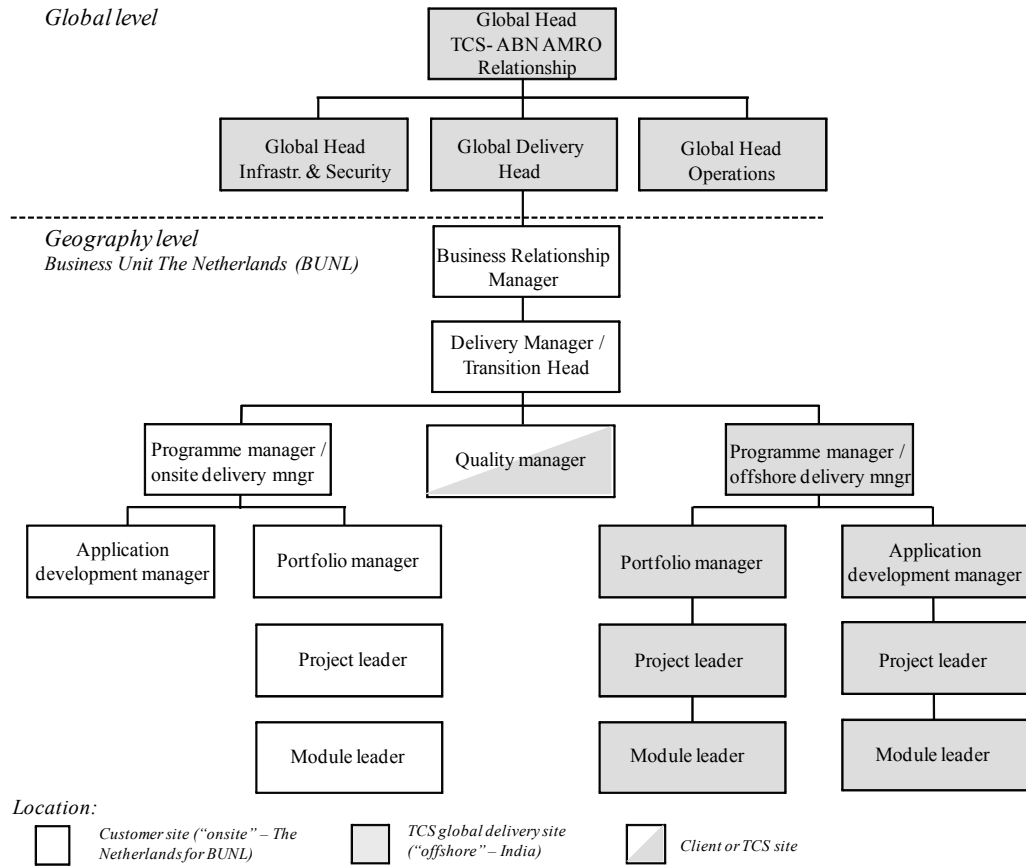 Global level
Global Head
TCS- ABN AMRO
Relationship
Global Head
Infrastr. & Security
Global Delivery
Head
Global Head
Operations
Geography level
Business Unit The Netherlands (BUNL)
Business Relationship
Manager
Delivery Manager /
Transition Head
Programme manager /
onsite delivery mngr
Quality manager
Programme manager /
offshore delivery mngr
Application
development manager
Portfolio manager
Portfolio manager
Application
development manager
Project leader
Project leader
Project leader
Module leader
Module leader
Module leader
Location:
Customer site (“onsite” – The
Netherlands for BUNL)
TCS global delivery site
(“offshore” – India)
Client or TCS site